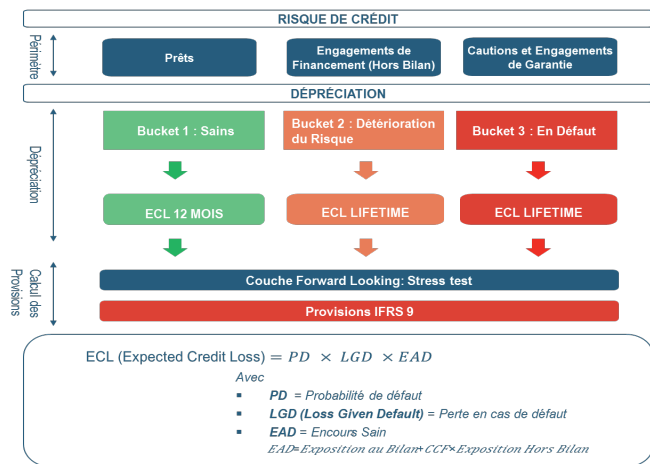 RISQUE DE CRÉDIT
Périmètre
Prêts
Engagements de
Financement (Hors Bilan)
Cautions et Engagements
de Garantie
DÉPRÉCIATION
Dépréciation
Bucket 1 : Sains
Bucket 2 : Détérioration
du Risque
Bucket 3 : En Défaut
ECL 12 MOIS
ECL LIFETIME
ECL LIFETIME
Calcul des
Provisions
Couche Forward Looking: Stress test
Provisions IFRS 9
ECL (Expected Credit Loss) = PD × LGD × EAD
Avec
▪ PD = Probabilité de défaut
▪ LGD (Loss Given Default) = Perte en cas de défaut
▪ EAD = Encours Sain
EAD=Exposition au Bilan+CCF×Exposition Hors Bilan